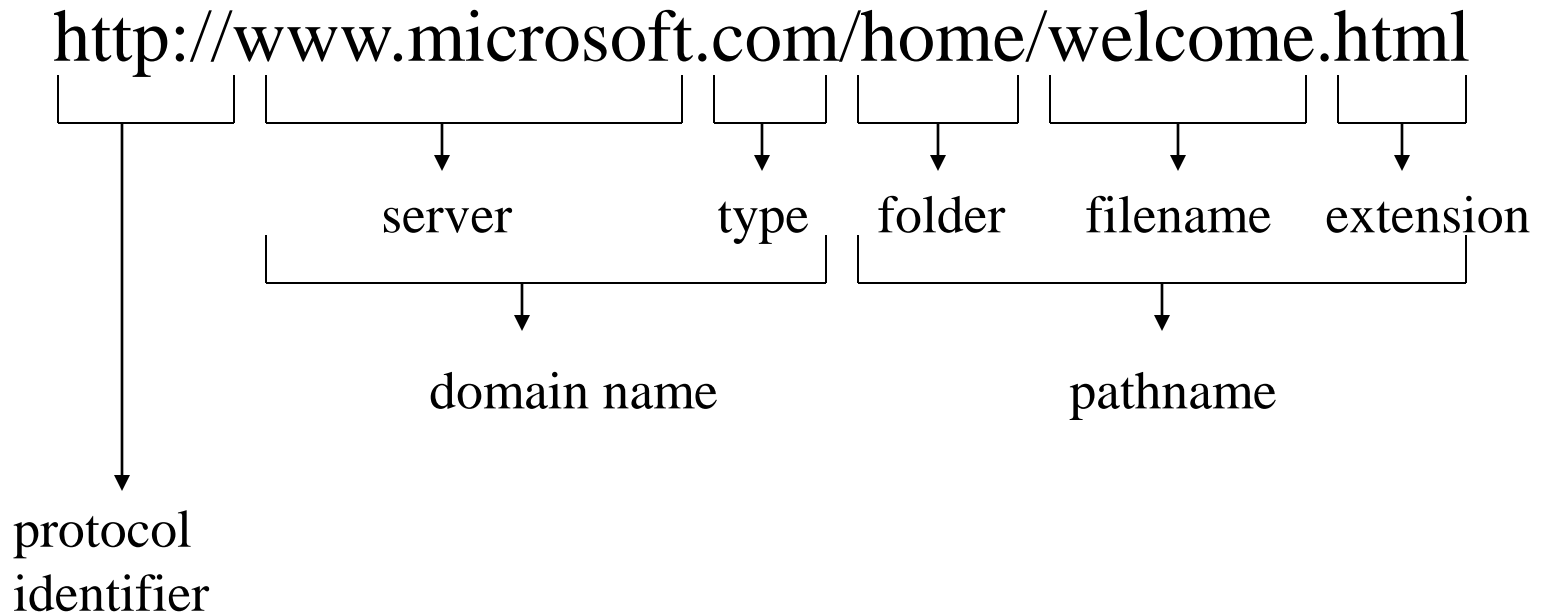 http://www.microsoft.com/home/welcome.html
server type folder filename extension
domain name pathname
protocol
identifier